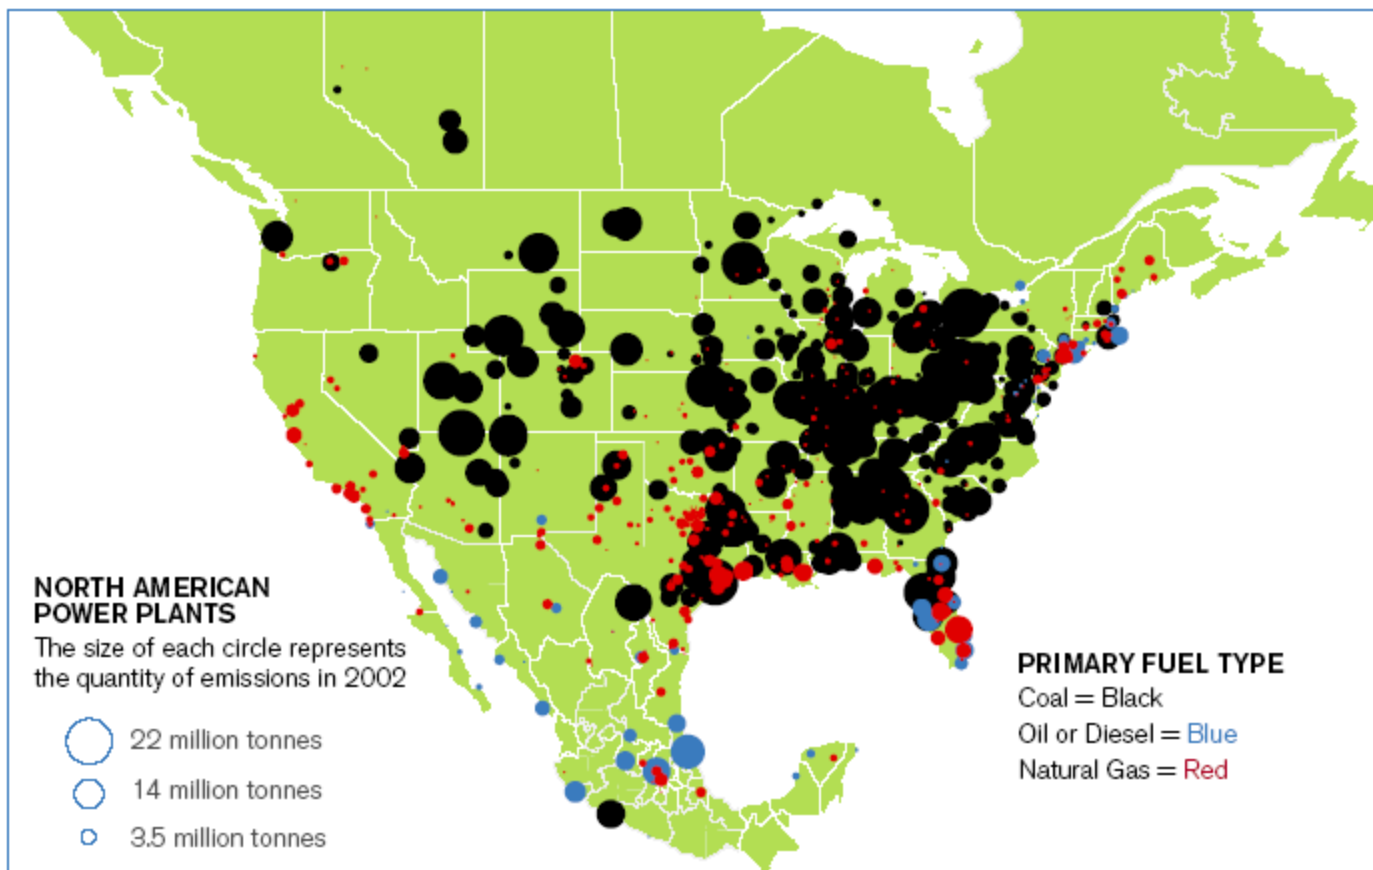 NORTH AMERICAN
POWER PLANTS
The size of each circle represents
the quantity of emissions in 2002
22 million tonnes
14 million tonnes
3.5 million tonnes
PRIMARY FUEL TYPE
Coal = Black
Oil or Diesel = Blue
Natural Gas = Red